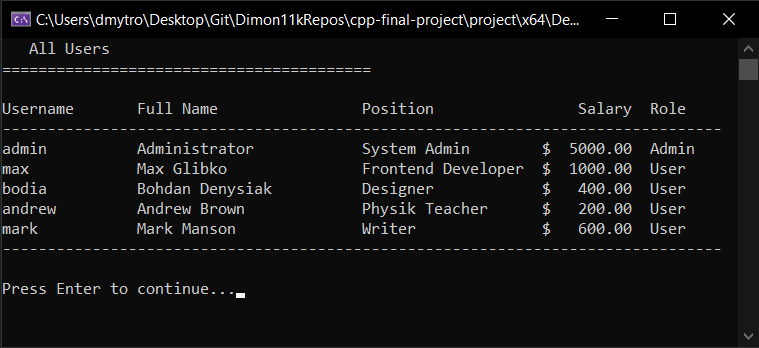 C:\Users\dmytro\Desktop\Git\Dimon11kRepos\cpp-final-project\project\x64\De...
All Users
=========================================
Username Full Name Position Salary Role
--------------------------------------------------------------------------------
admin Administrator System Admin $ 5000.00 Admin
max Max Glibko Frontend Developer $ 1000.00 User
bodia Bohdan Denysiak Designer $ 400.00 User
andrew Andrew Brown Physik Teacher $ 200.00 User
mark Mark Manson Writer $ 600.00 User
--------------------------------------------------------------------------------
Press Enter to continue...